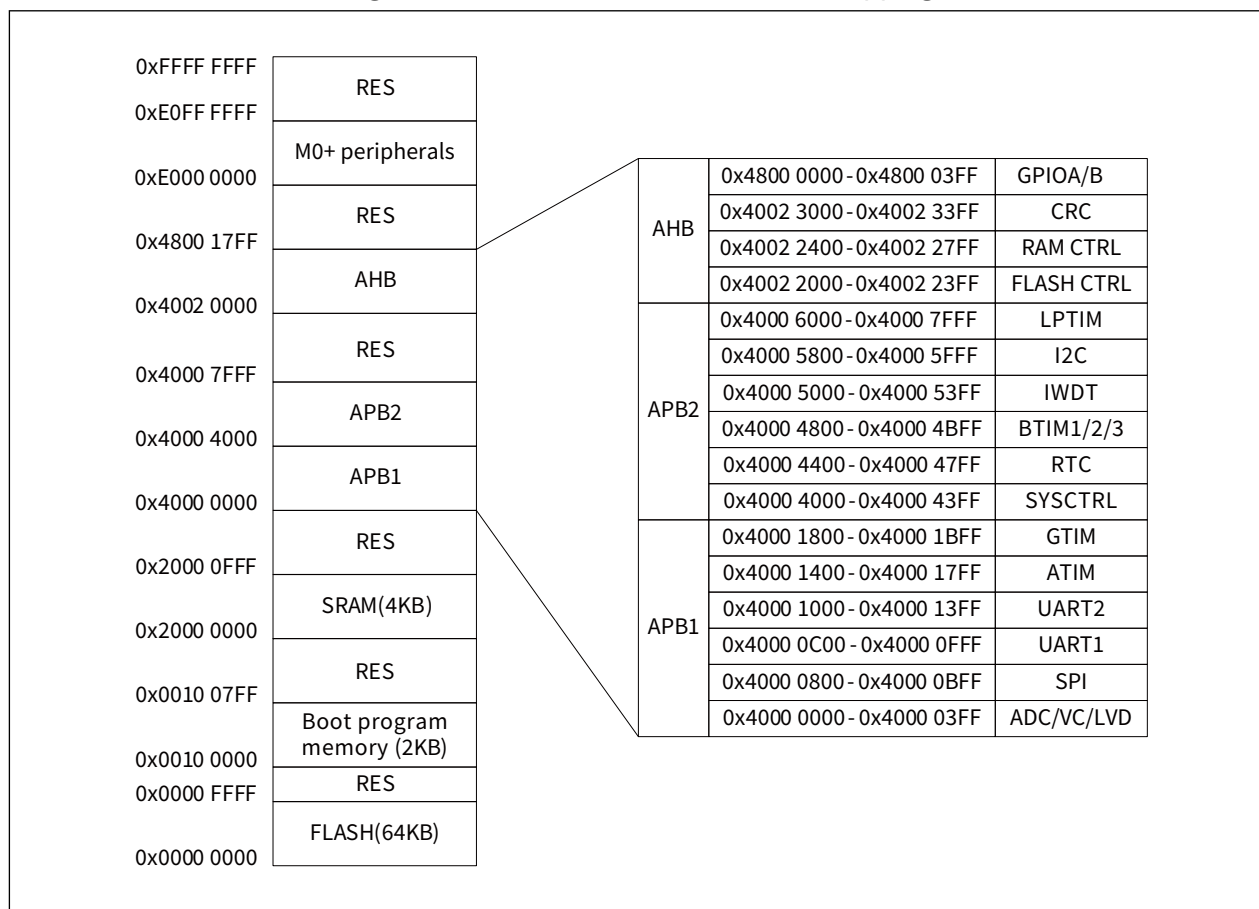 0xFFFF FFFF
RES
0xE0FF FFFF
M0+ peripherals
0xE000 0000
RES
0x4800 17FF
AHB
0x4002 0000
RES
0x4000 7FFF
APB2
0x4000 4000
APB1
0x4000 0000
RES
0x2000 0FFF
SRAM(4KB)
0x2000 0000
RES
0x0010 07FF
Boot program
memory (2KB)
0x0010 0000
RES
0x0000 FFFF
FLASH(64KB)
0x0000 0000
AHB
0x4800 0000-0x4800 03FF GPIOA/B
0x4002 3000-0x4002 33FF CRC
0x4002 2400-0x4002 27FF RAM CTRL
0x4002 2000-0x4002 23FF FLASH CTRL
APB2
0x4000 6000-0x4000 7FFF LPTIM
0x4000 5800-0x4000 5FFF I2C
0x4000 5000-0x4000 53FF IWDT
0x4000 4800-0x4000 4BFF BTIM1/2/3
0x4000 4400-0x4000 47FF RTC
0x4000 4000-0x4000 43FF SYSCTRL
APB1
0x4000 1800-0x4000 1BFF GTIM
0x4000 1400-0x4000 17FF ATIM
0x4000 1000-0x4000 13FF UART2
0x4000 0C00-0x4000 0FFF UART1
0x4000 0800-0x4000 0BFF SPI
0x4000 0000-0x4000 03FF ADC/VC/LVD